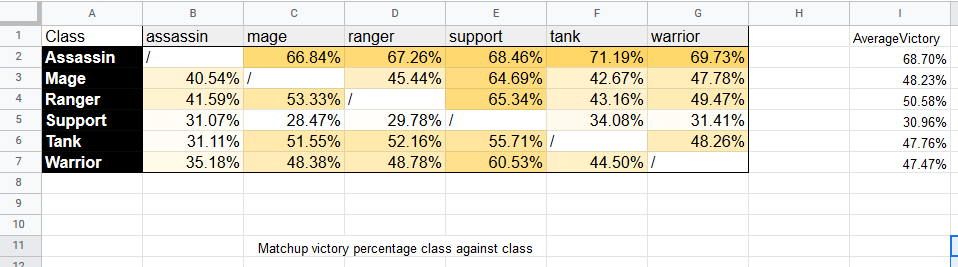 A B C D E F G H I
1 Class assassin mage ranger support tank warrior AverageVictory
2 Assassin / 66.84% 67.26% 68.46% 71.19% 69.73% 68.70%
3 Mage 40.54% / 45.44% 64.69% 42.67% 47.78% 48.23%
4 Ranger 41.59% 53.33% / 65.34% 43.16% 49.47% 50.58%
5 Support 31.07% 28.47% 29.78% / 34.08% 31.41% 30.96%
6 Tank 31.11% 51.55% 52.16% 55.71% / 48.26% 47.76%
7 Warrior 35.18% 48.38% 48.78% 60.53% 44.50% / 47.47%
8
9
10
11 Matchup victory percentage class against class
12